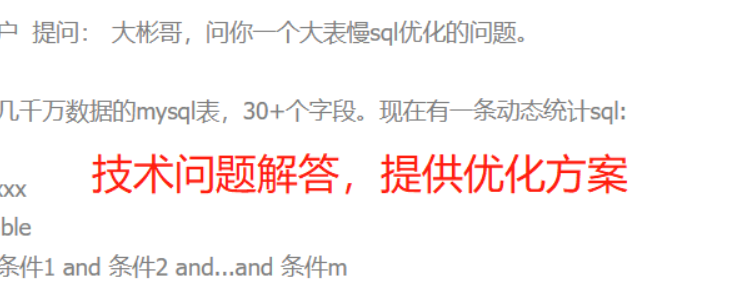 户 提问： 大彬哥，问你一个大表慢sql优化的问题。
几千万数据的mysql表，30+个字段。现在有一条动态统计sql:
技术问题解答，提供优化方案
xxx
ble
条件1 and 条件2 and...and 条件m